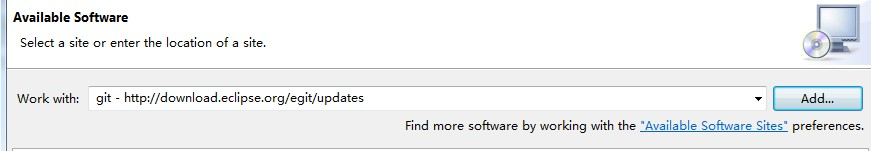 Available Software
Select a site or enter the location of a site.
Work with: git - http://download.eclipse.org/egit/updates Add...
Find more software by working with the "Available Software Sites" preferences.